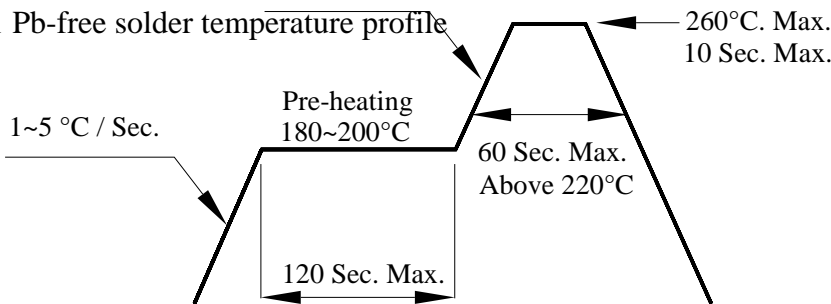 Pb-free solder temperature profile
260°C. Max.
10 Sec. Max.
1~5 °C / Sec.
Pre-heating
180~200°C
60 Sec. Max.
Above 220°C
120 Sec. Max.